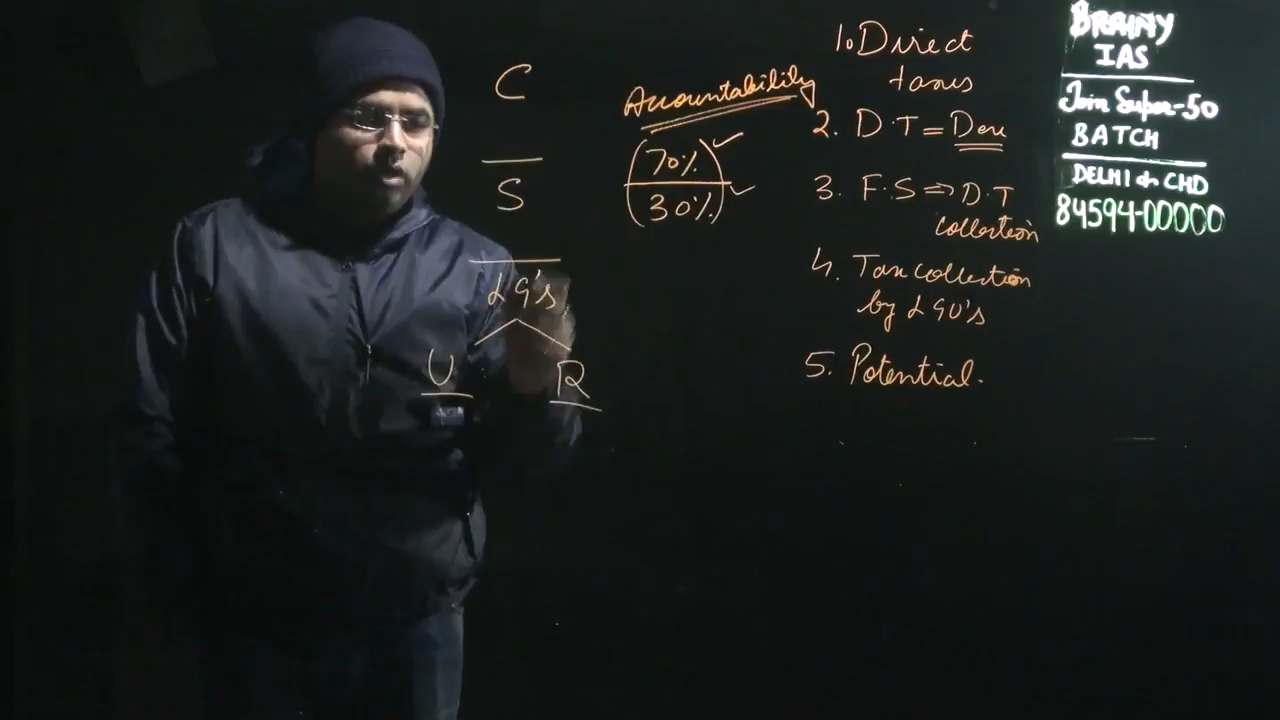 C
S
LG's
U
R
Accountability
(70%)
(30%)
1. Direct
taxes
2. D.T = Dev
3. F.S => D.T
collection
4. Tax collection
by LGO's
5. Potential.
BRAINY
IAS
Join Super-50
BATCH
DELHI & CHD
84594-00000